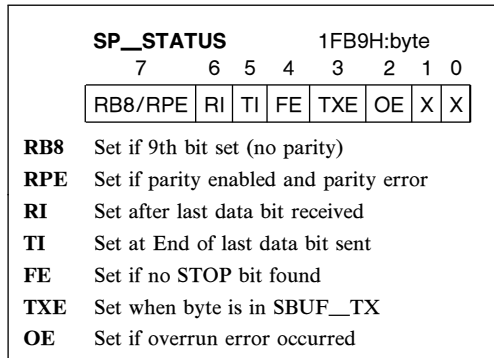 SP__STATUS 1FB9H:byte
7 6 5 4 3 2 1 0
RB8/RPE RI TI FE TXE OE X X
RB8 Set if 9th bit set (no parity)
RPE Set if parity enabled and parity error
RI Set after last data bit received
TI Set at End of last data bit sent
FE Set if no STOP bit found
TXE Set when byte is in SBUF__TX
OE Set if overrun error occurred